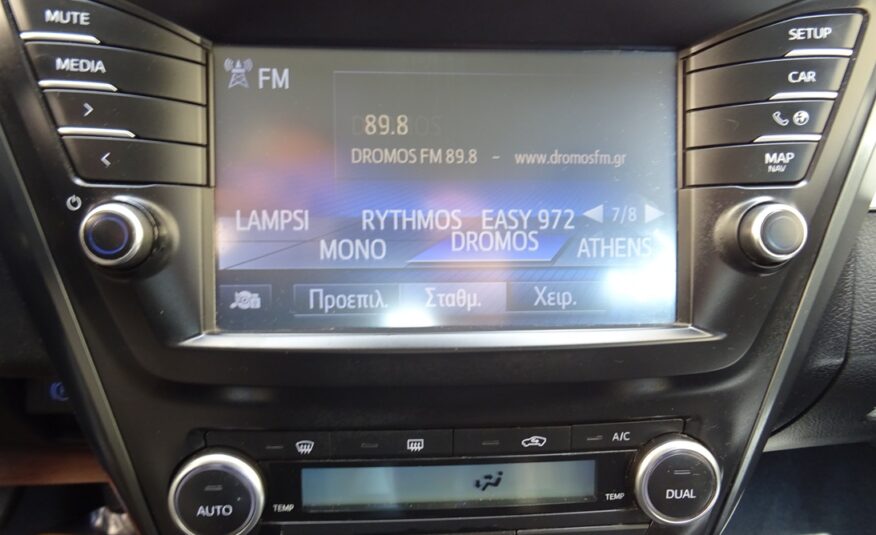 MUTE
MEDIA
FM
89.8
DROMOS FM 89.8 - www.dromosfm.gr
LAMPSI RYTHMOS EASY 972 7/8
MONO DROMOS ATHENS
Προεπιλ. Σταθμ. Χειρ.
SETUP
CAR
MAP
NAV
A/C
AUTO
TEMP
TEMP
DUAL